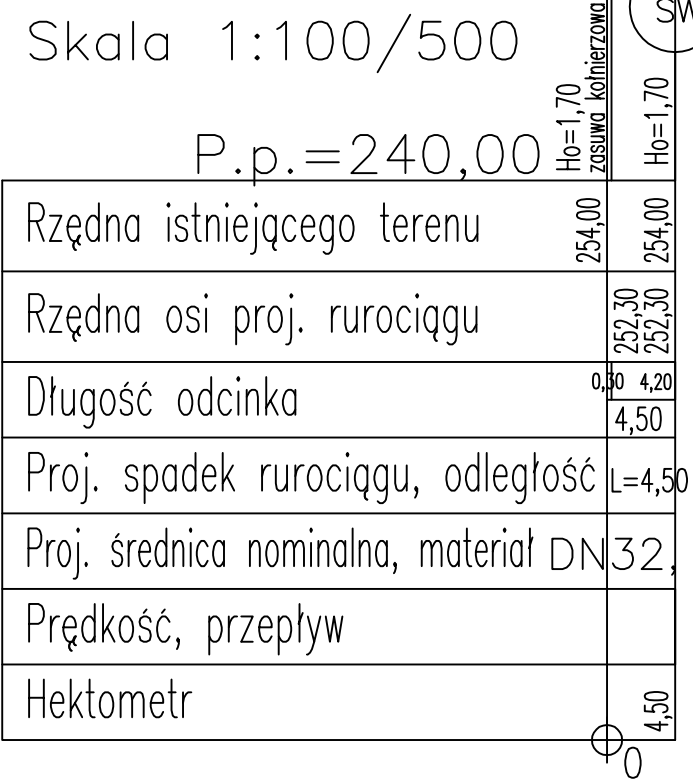 SW
Skala 1:100/500
zasuwa kołnierzowa
Ho=1,70
Ho=1,70
P.p.=240,00
Rzędna istniejącego terenu
254,00
254,00
Rzędna osi proj. rurociągu
252,30
252,30
Długość odcinka
0,30 4,20
4,50
Proj. spadek rurociągu, odległość L=4,50
Proj. średnica nominalna, materiał DN32,
Prędkość, przepływ
Hektometr
4,50
0